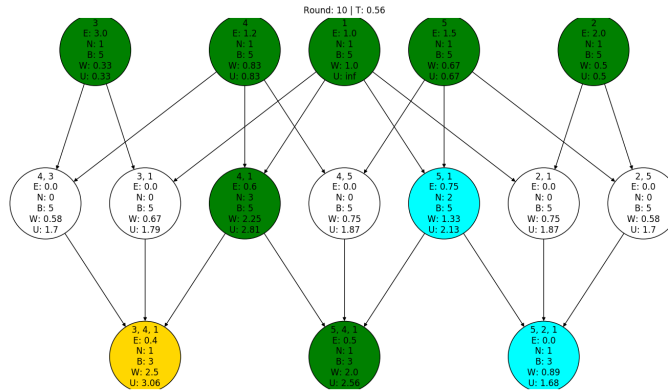 Round: 10 | T: 0.56
3
E: 3.0
N: 1
B: 5
W: 0.33
U: 0.33
4
E: 1.2
N: 1
B: 5
W: 0.83
U: 0.83
1
E: 1.0
N: 1
B: 5
W: 1.0
U: inf
5
E: 1.5
N: 1
B: 5
W: 0.67
U: 0.67
2
E: 2.0
N: 1
B: 5
W: 0.5
U: 0.5
4, 3
E: 0.0
N: 0
B: 5
W: 0.58
U: 1.7
3, 1
E: 0.0
N: 0
B: 5
W: 0.67
U: 1.79
4, 1
E: 0.6
N: 3
B: 5
W: 2.25
U: 2.81
4, 5
E: 0.0
N: 0
B: 5
W: 0.75
U: 1.87
5, 1
E: 0.75
N: 2
B: 5
W: 1.33
U: 2.13
2, 1
E: 0.0
N: 0
B: 5
W: 0.75
U: 1.87
2, 5
E: 0.0
N: 0
B: 5
W: 0.58
U: 1.7
3, 4, 1
E: 0.4
N: 1
B: 3
W: 2.5
U: 3.06
5, 4, 1
E: 0.5
N: 1
B: 3
W: 2.0
U: 2.56
5, 2, 1
E: 0.0
N: 1
B: 3
W: 0.89
U: 1.68